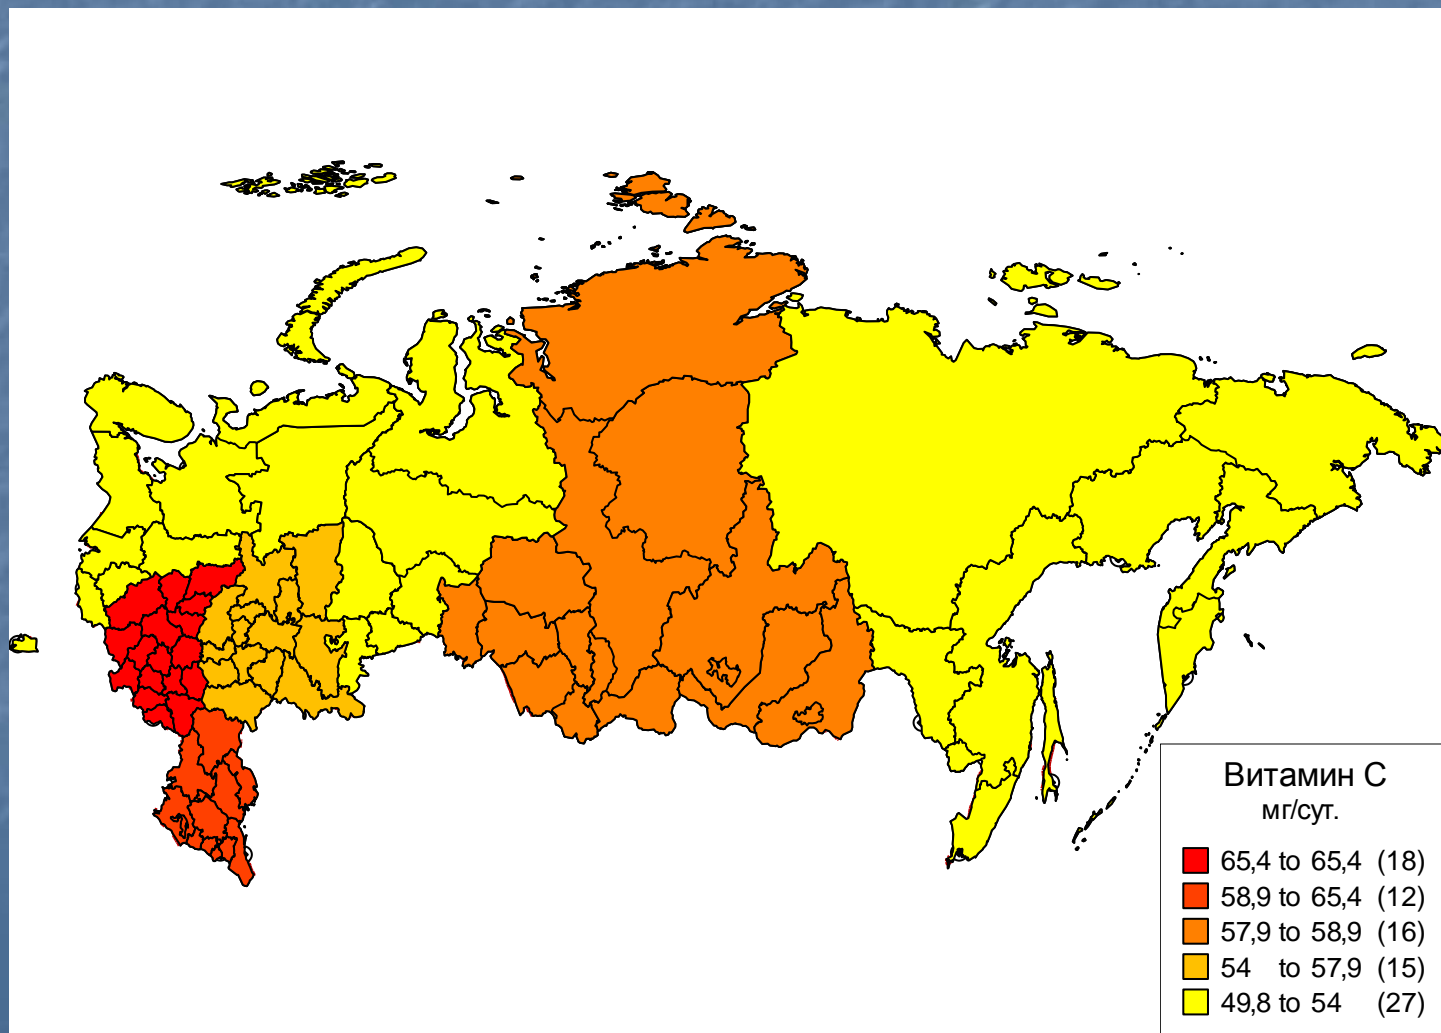 Витамин С
мг/сут.
65,4 to 65,4 (18)
58,9 to 65,4 (12)
57,9 to 58,9 (16)
54 to 57,9 (15)
49,8 to 54 (27)